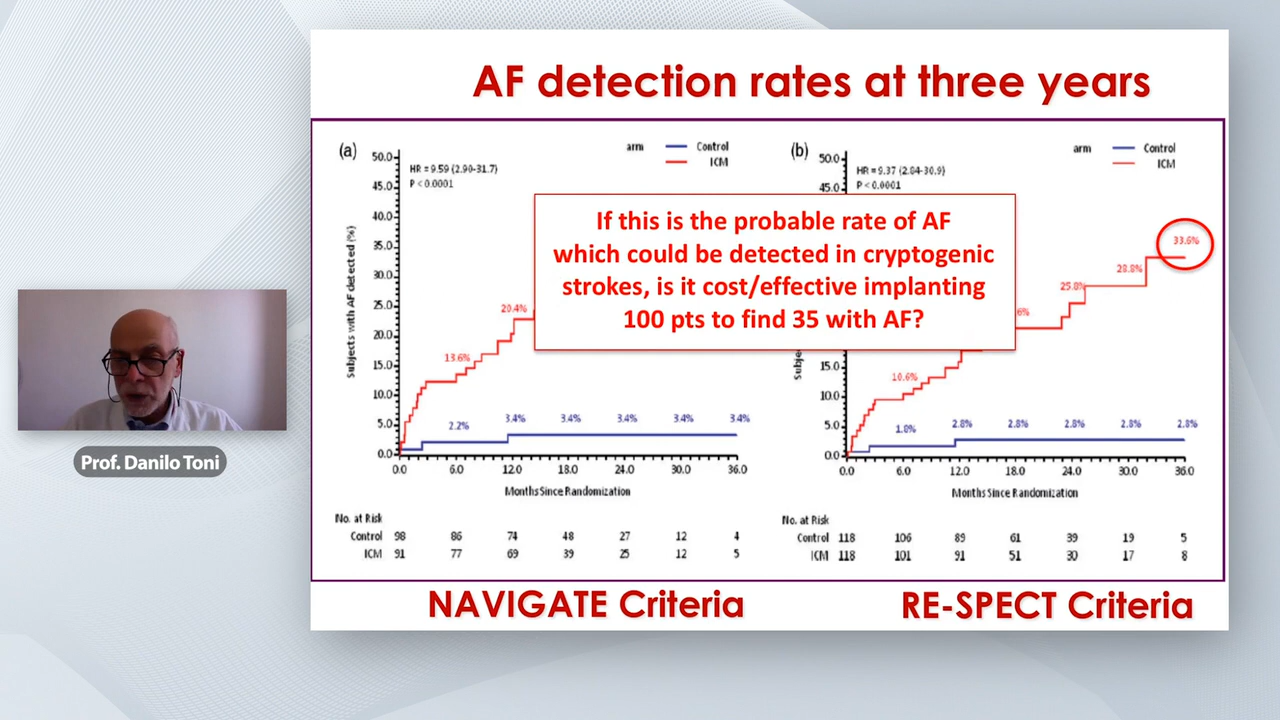 AF detection rates at three years
(a)
arm
Control
ICM
HR = 9.59 (2.90-31.7)
P < 0.0001
Subjects with AF detected (%)
50.0
45.0
40.0
35.0
30.0
25.0
20.0
15.0
10.0
5.0
0.0
13.6%
20.4%
2.2%
3.4%
3.4%
3.4%
3.4%
3.4%
0.0
6.0
12.0
18.0
24.0
30.0
36.0
Months Since Randomization
No. at Risk
Control 98 86 74 48 27 12 4
ICM 91 77 69 39 25 12 5
(b)
arm
Control
ICM
HR = 9.37 (2.84-30.9)
P < 0.0001
50.0
45.0
15.0
10.0
5.0
0.0
10.6%
25.8%
28.8%
33.6%
1.8%
2.8%
2.8%
2.8%
2.8%
2.8%
0.0
6.0
12.0
18.0
24.0
30.0
36.0
Months Since Randomization
No. at Risk
Control 118 106 89 61 39 19 5
ICM 118 101 91 51 30 17 8
If this is the probable rate of AF
which could be detected in cryptogenic
strokes, is it cost/effective implanting
100 pts to find 35 with AF?
NAVIGATE Criteria
RE-SPECT Criteria
Prof. Danilo Toni